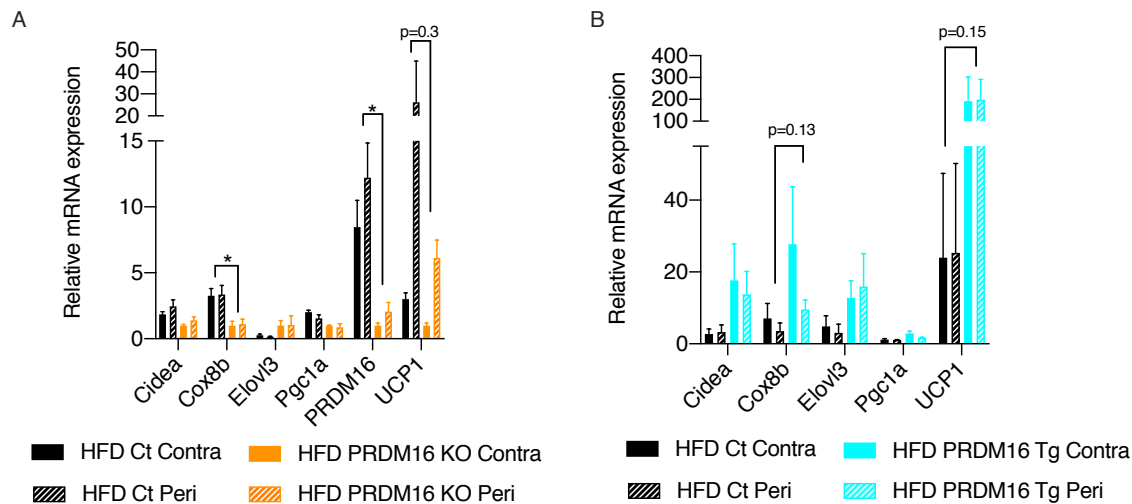 A
Relative mRNA expression
50
40
30
20
15
10
5
0
*
*
p=0.3
Cidea
Cox8b
Elovl3
Pgc1a
PRDM16
UCP1
HFD Ct Contra
HFD PRDM16 KO Contra
HFD Ct Peri
HFD PRDM16 KO Peri
B
Relative mRNA expression
400
300
200
100
40
20
0
p=0.13
p=0.15
Cidea
Cox8b
Elovl3
Pgc1a
UCP1
HFD Ct Contra
HFD PRDM16 Tg Contra
HFD Ct Peri
HFD PRDM16 Tg Peri